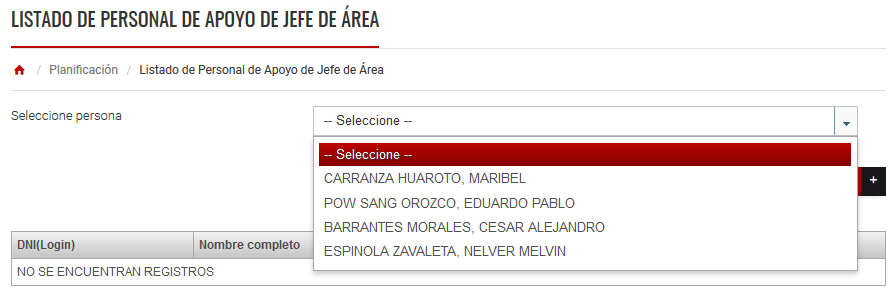 LISTADO DE PERSONAL DE APOYO DE JEFE DE ÁREA
/ Planificación / Listado de Personal de Apoyo de Jefe de Área
Seleccione persona
-- Seleccione --
-- Seleccione --
CARRANZA HUAROTO, MARIBEL
POW SANG OROZCO, EDUARDO PABLO
BARRANTES MORALES, CESAR ALEJANDRO
ESPINOLA ZAVALETA, NELVER MELVIN
+
DNI(Login) Nombre completo
NO SE ENCUENTRAN REGISTROS